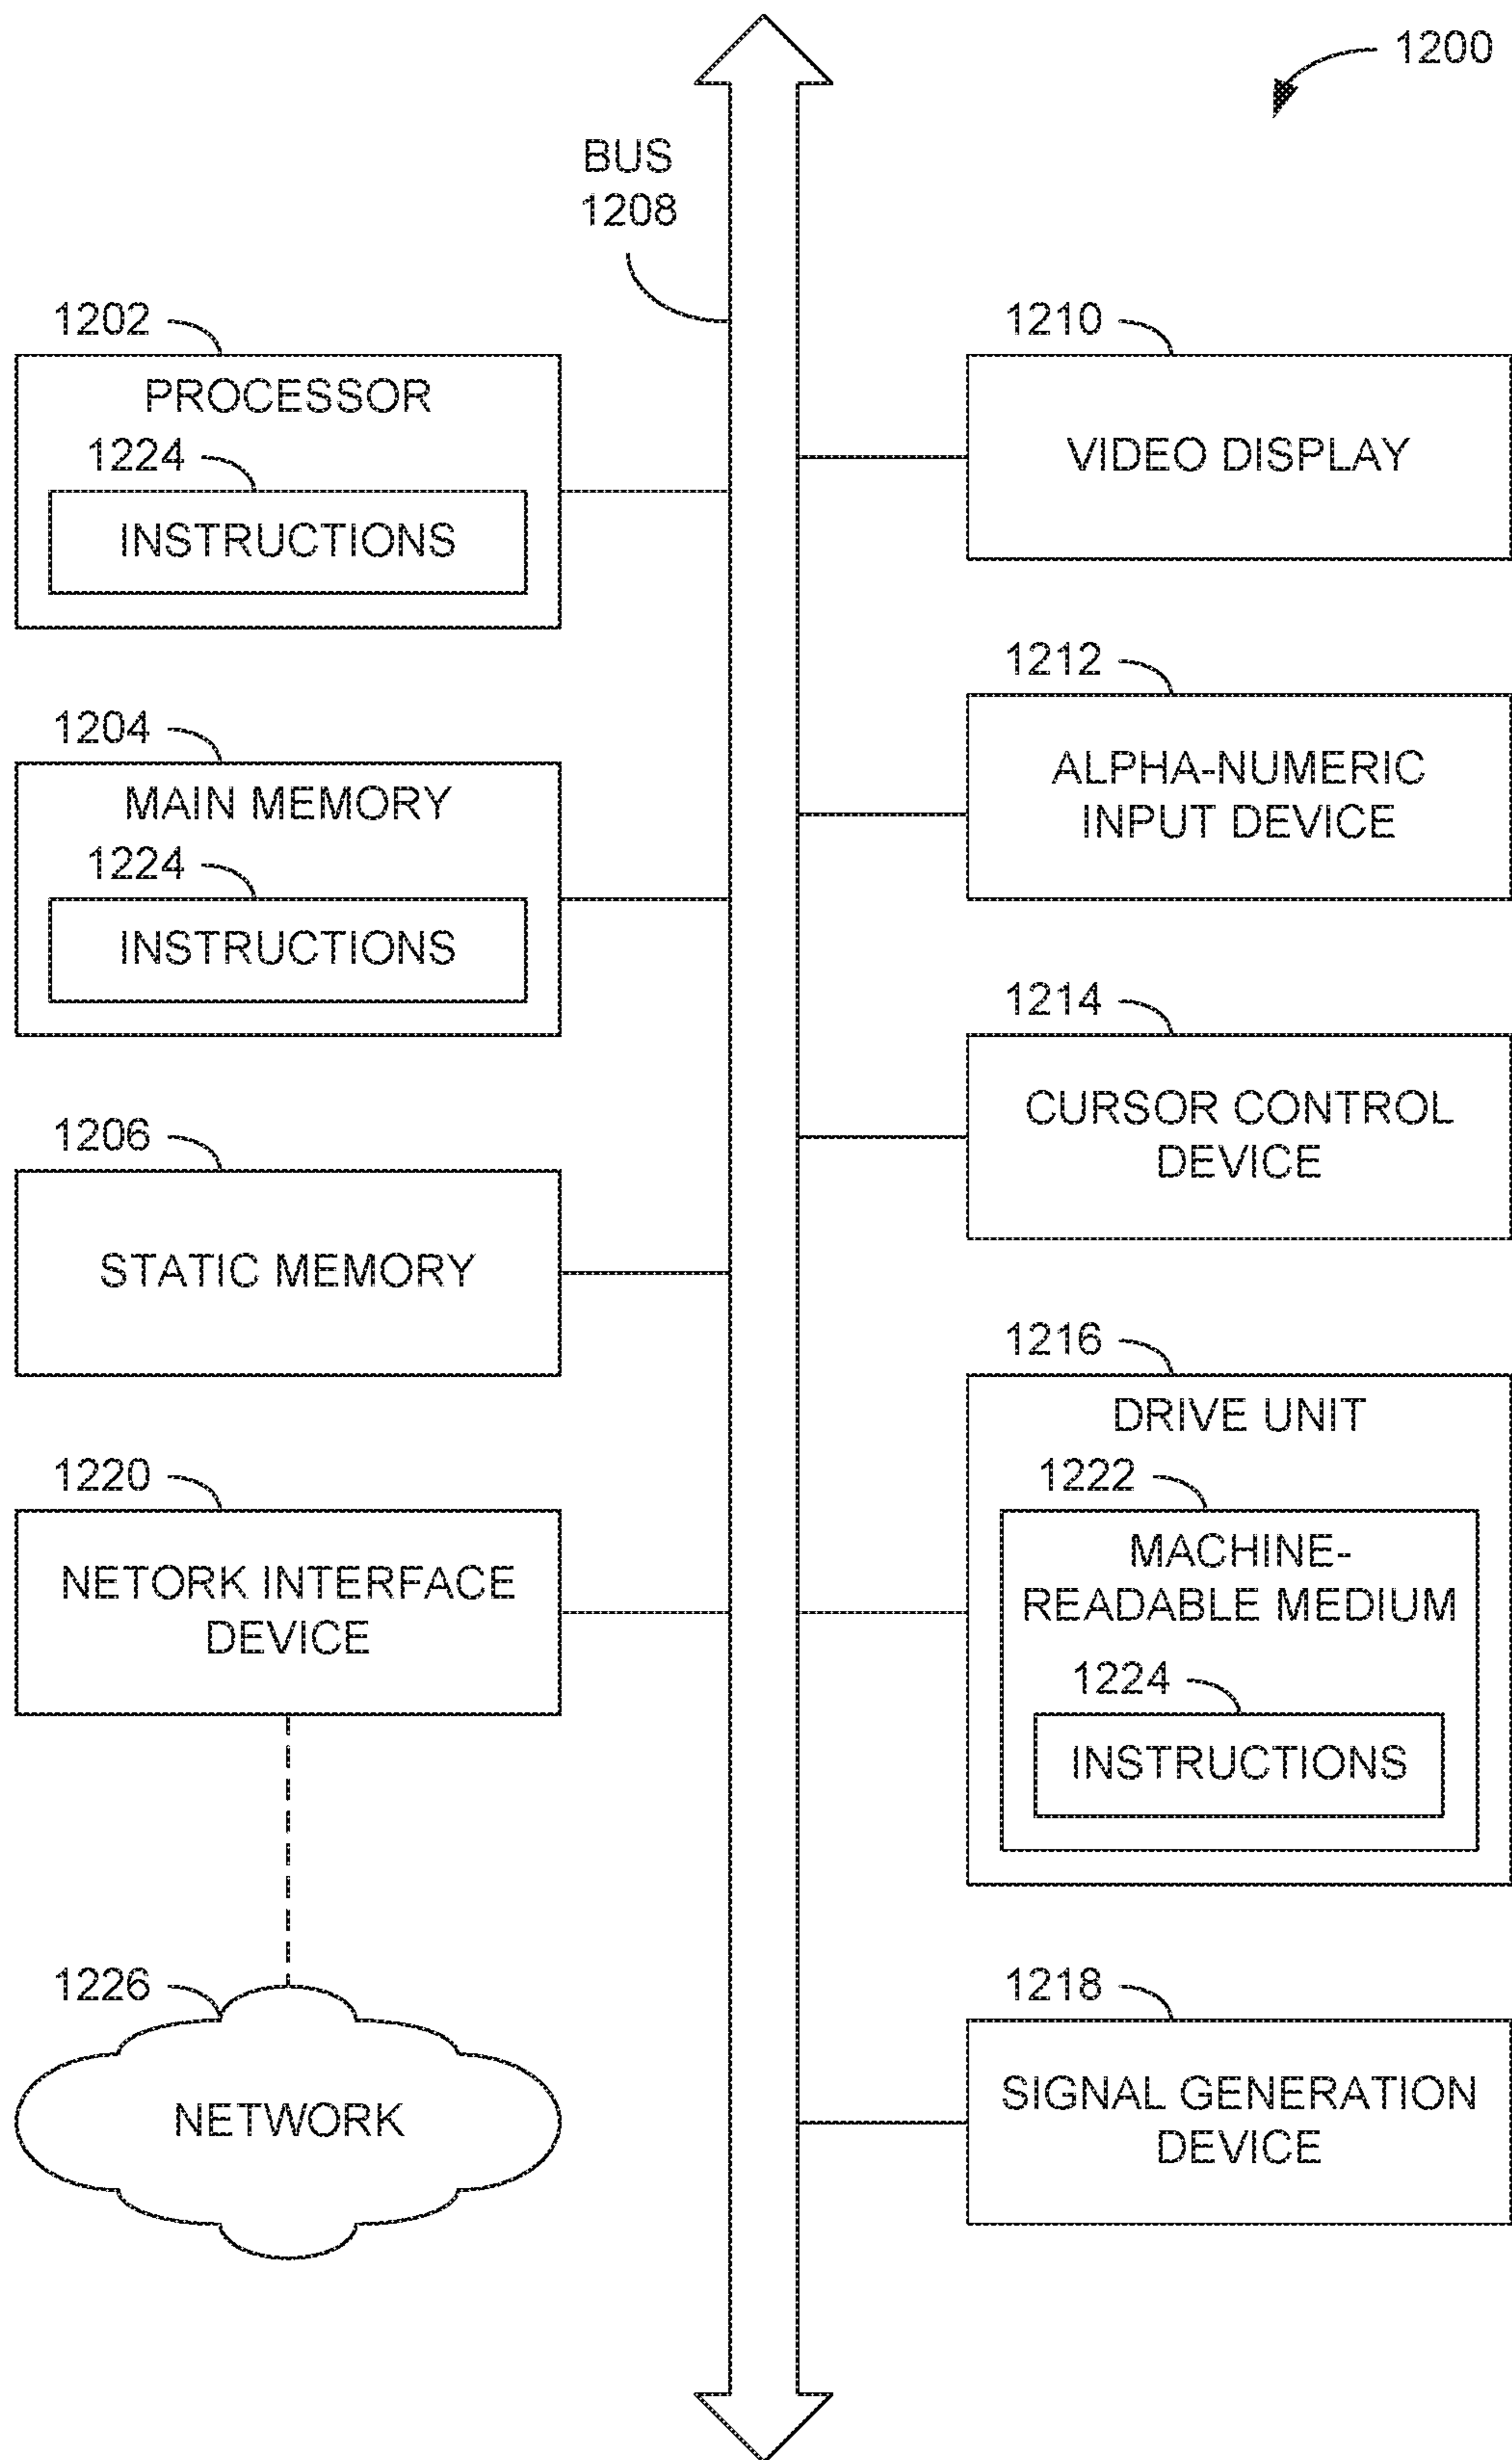 1200
BUS
1208
1202
PROCESSOR
1224
INSTRUCTIONS
1204
MAIN MEMORY
1224
INSTRUCTIONS
1206
STATIC MEMORY
1220
NETORK INTERFACE
DEVICE
1226
NETWORK
1210
VIDEO DISPLAY
1212
ALPHA-NUMERIC
INPUT DEVICE
1214
CURSOR CONTROL
DEVICE
1216
DRIVE UNIT
1222
MACHINE-
READABLE MEDIUM
1224
INSTRUCTIONS
1218
SIGNAL GENERATION
DEVICE